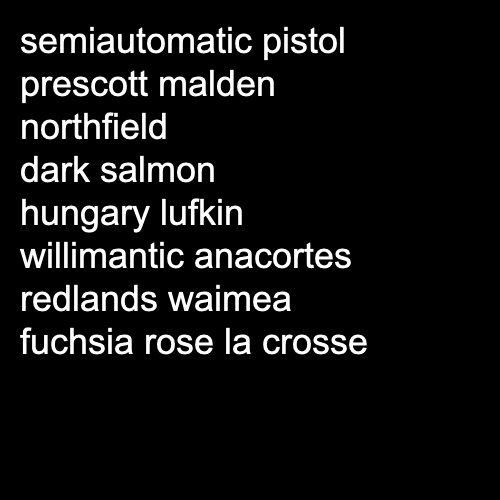 semiautomatic pistol
prescott malden
northfield
dark salmon
hungary lufkin
willimantic anacortes
redlands waimea
fuchsia rose la crosse